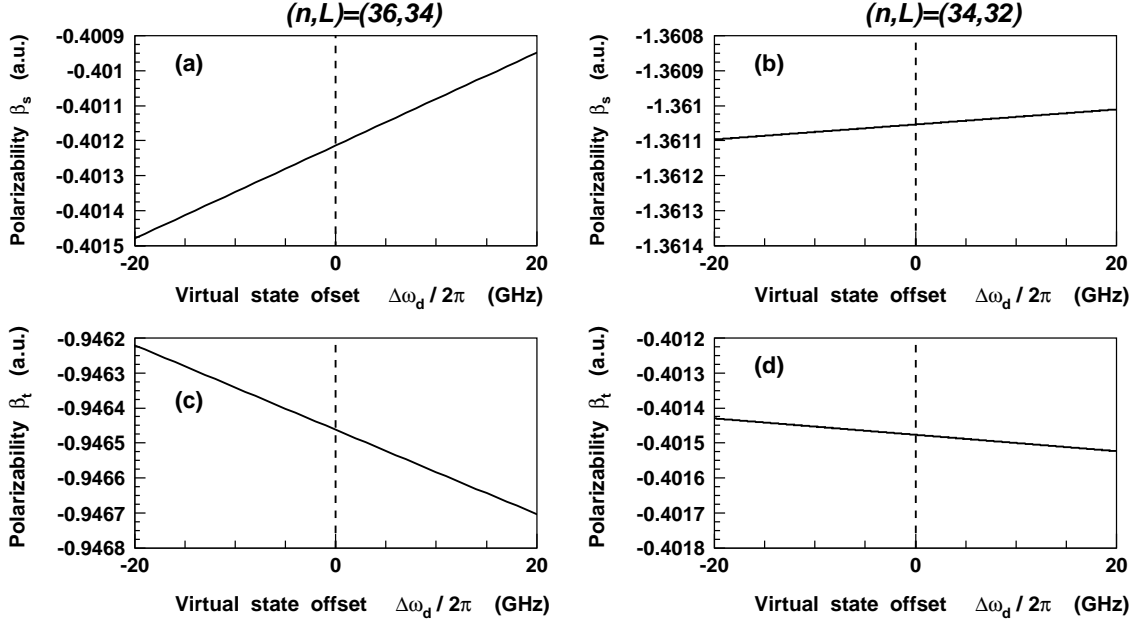 (n,L)=(36,34)
(n,L)=(34,32)
Polarizability βs (a.u.)
-0.4009
-0.401
-0.4011
-0.4012
-0.4013
-0.4014
-0.4015
(a)
-20 0 20
Virtual state ofset Δωd / 2π (GHz)
Polarizability βs (a.u.)
-1.3608
-1.3609
-1.361
-1.3611
-1.3612
-1.3613
-1.3614
(b)
-20 0 20
Virtual state offset Δωd / 2π (GHz)
Polarizability βt (a.u.)
-0.9462
-0.9463
-0.9464
-0.9465
-0.9466
-0.9467
-0.9468
(c)
-20 0 20
Virtual state offset Δωd / 2π (GHz)
Polarizability βt (a.u.)
-0.4012
-0.4013
-0.4014
-0.4015
-0.4016
-0.4017
-0.4018
(d)
-20 0 20
Virtual state offset Δωd / 2π (GHz)